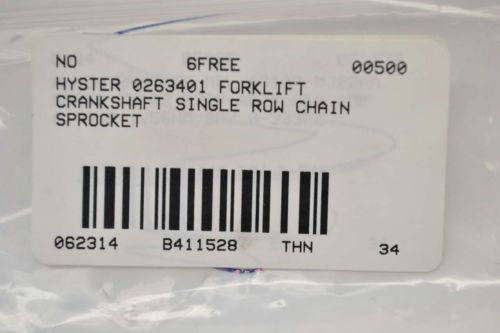 NO 6FREE 00500
HYSTER 0263401 FORKLIFT
CRANKSHAFT SINGLE ROW CHAIN
SPROCKET
062314 B411528 THN 34